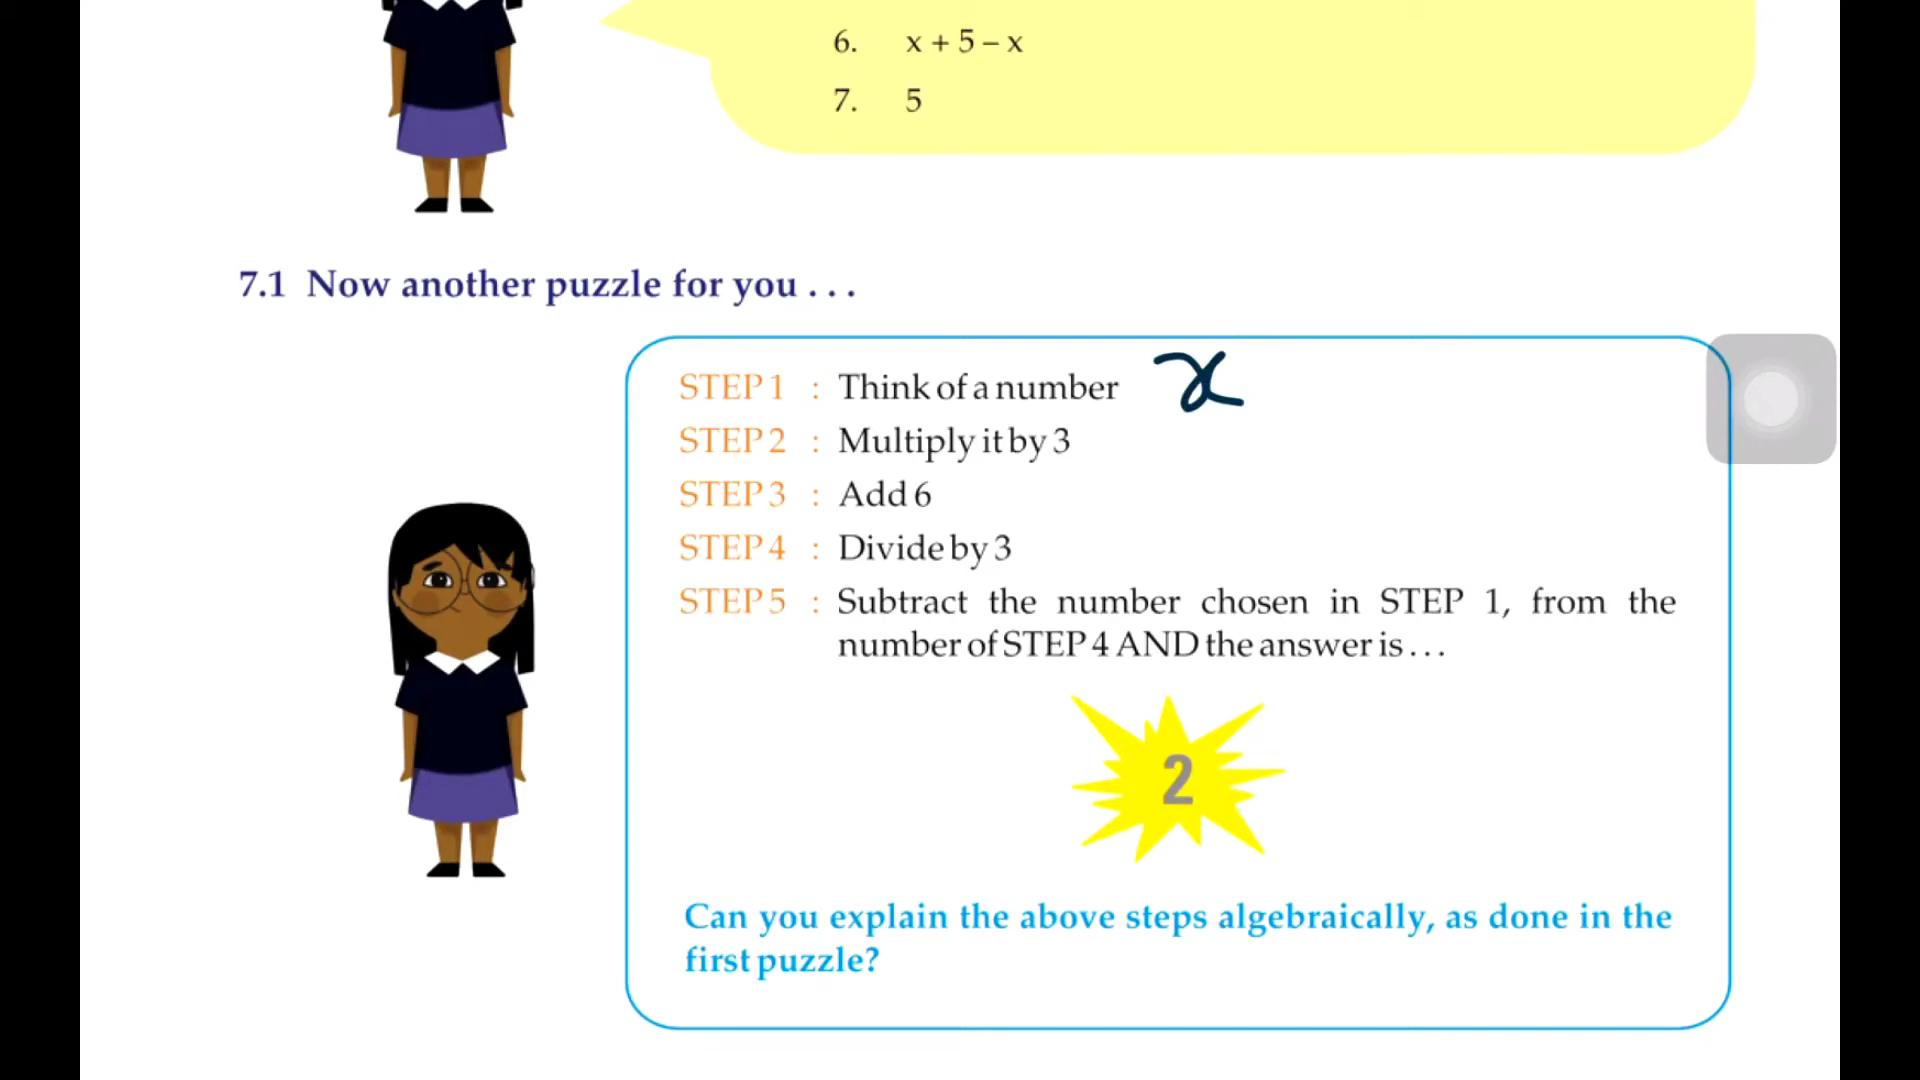 6. x + 5 – x
7. 5
7.1 Now another puzzle for you . . .
STEP 1 : Think of a number x
STEP 2 : Multiply it by 3
STEP 3 : Add 6
STEP 4 : Divide by 3
STEP 5 : Subtract the number chosen in STEP 1, from the
number of STEP 4 AND the answer is . . .
2
Can you explain the above steps algebraically, as done in the
first puzzle?